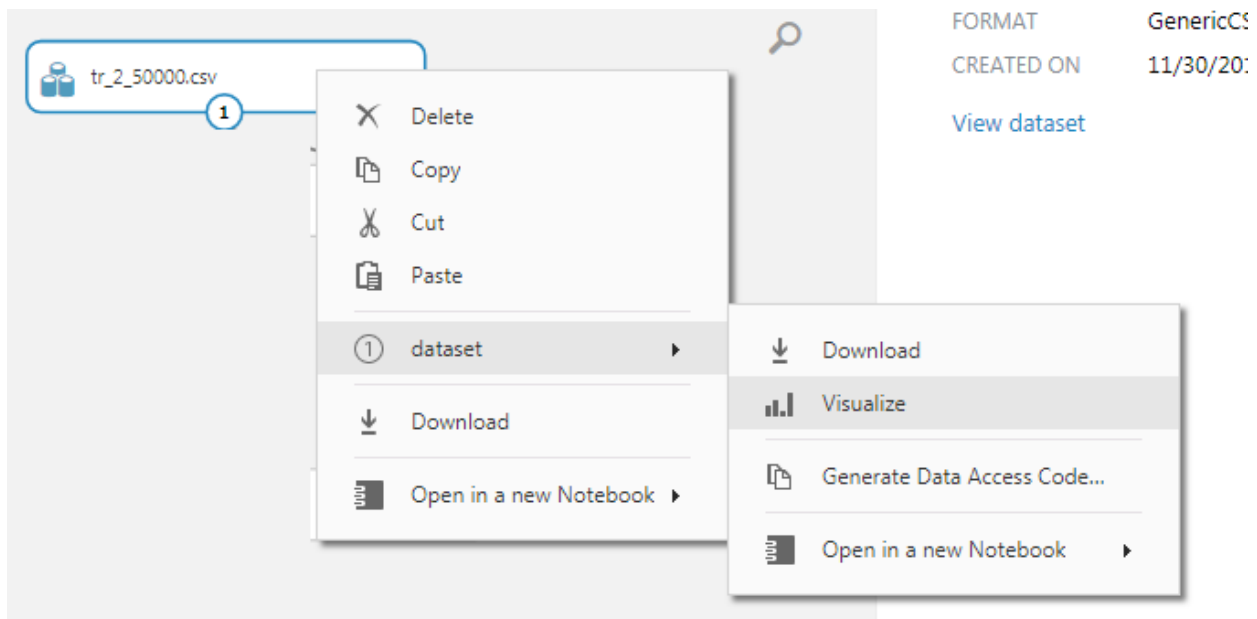 tr_2_50000.csv
1
Delete
Copy
Cut
Paste
1 dataset
Download
Open in a new Notebook
Download
Visualize
Generate Data Access Code...
Open in a new Notebook
FORMAT GenericCS
CREATED ON 11/30/201
View dataset